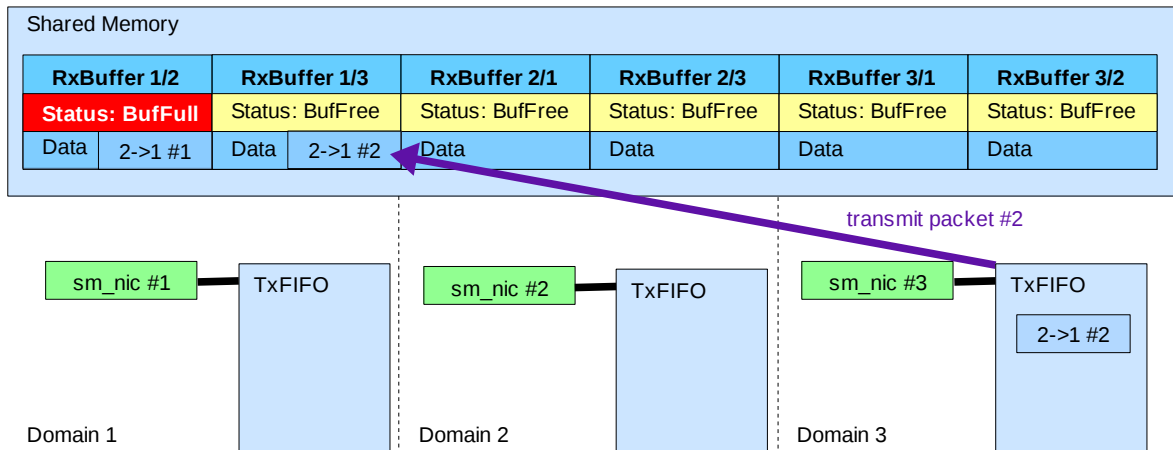 Shared Memory
RxBuffer 1/2 RxBuffer 1/3 RxBuffer 2/1 RxBuffer 2/3 RxBuffer 3/1 RxBuffer 3/2
Status: BufFull Status: BufFree Status: BufFree Status: BufFree Status: BufFree Status: BufFree
Data 2->1 #1 Data 2->1 #2 Data Data Data Data
transmit packet #2
sm_nic #1 TxFIFO sm_nic #2 TxFIFO sm_nic #3 TxFIFO
2->1 #2
Domain 1 Domain 2 Domain 3